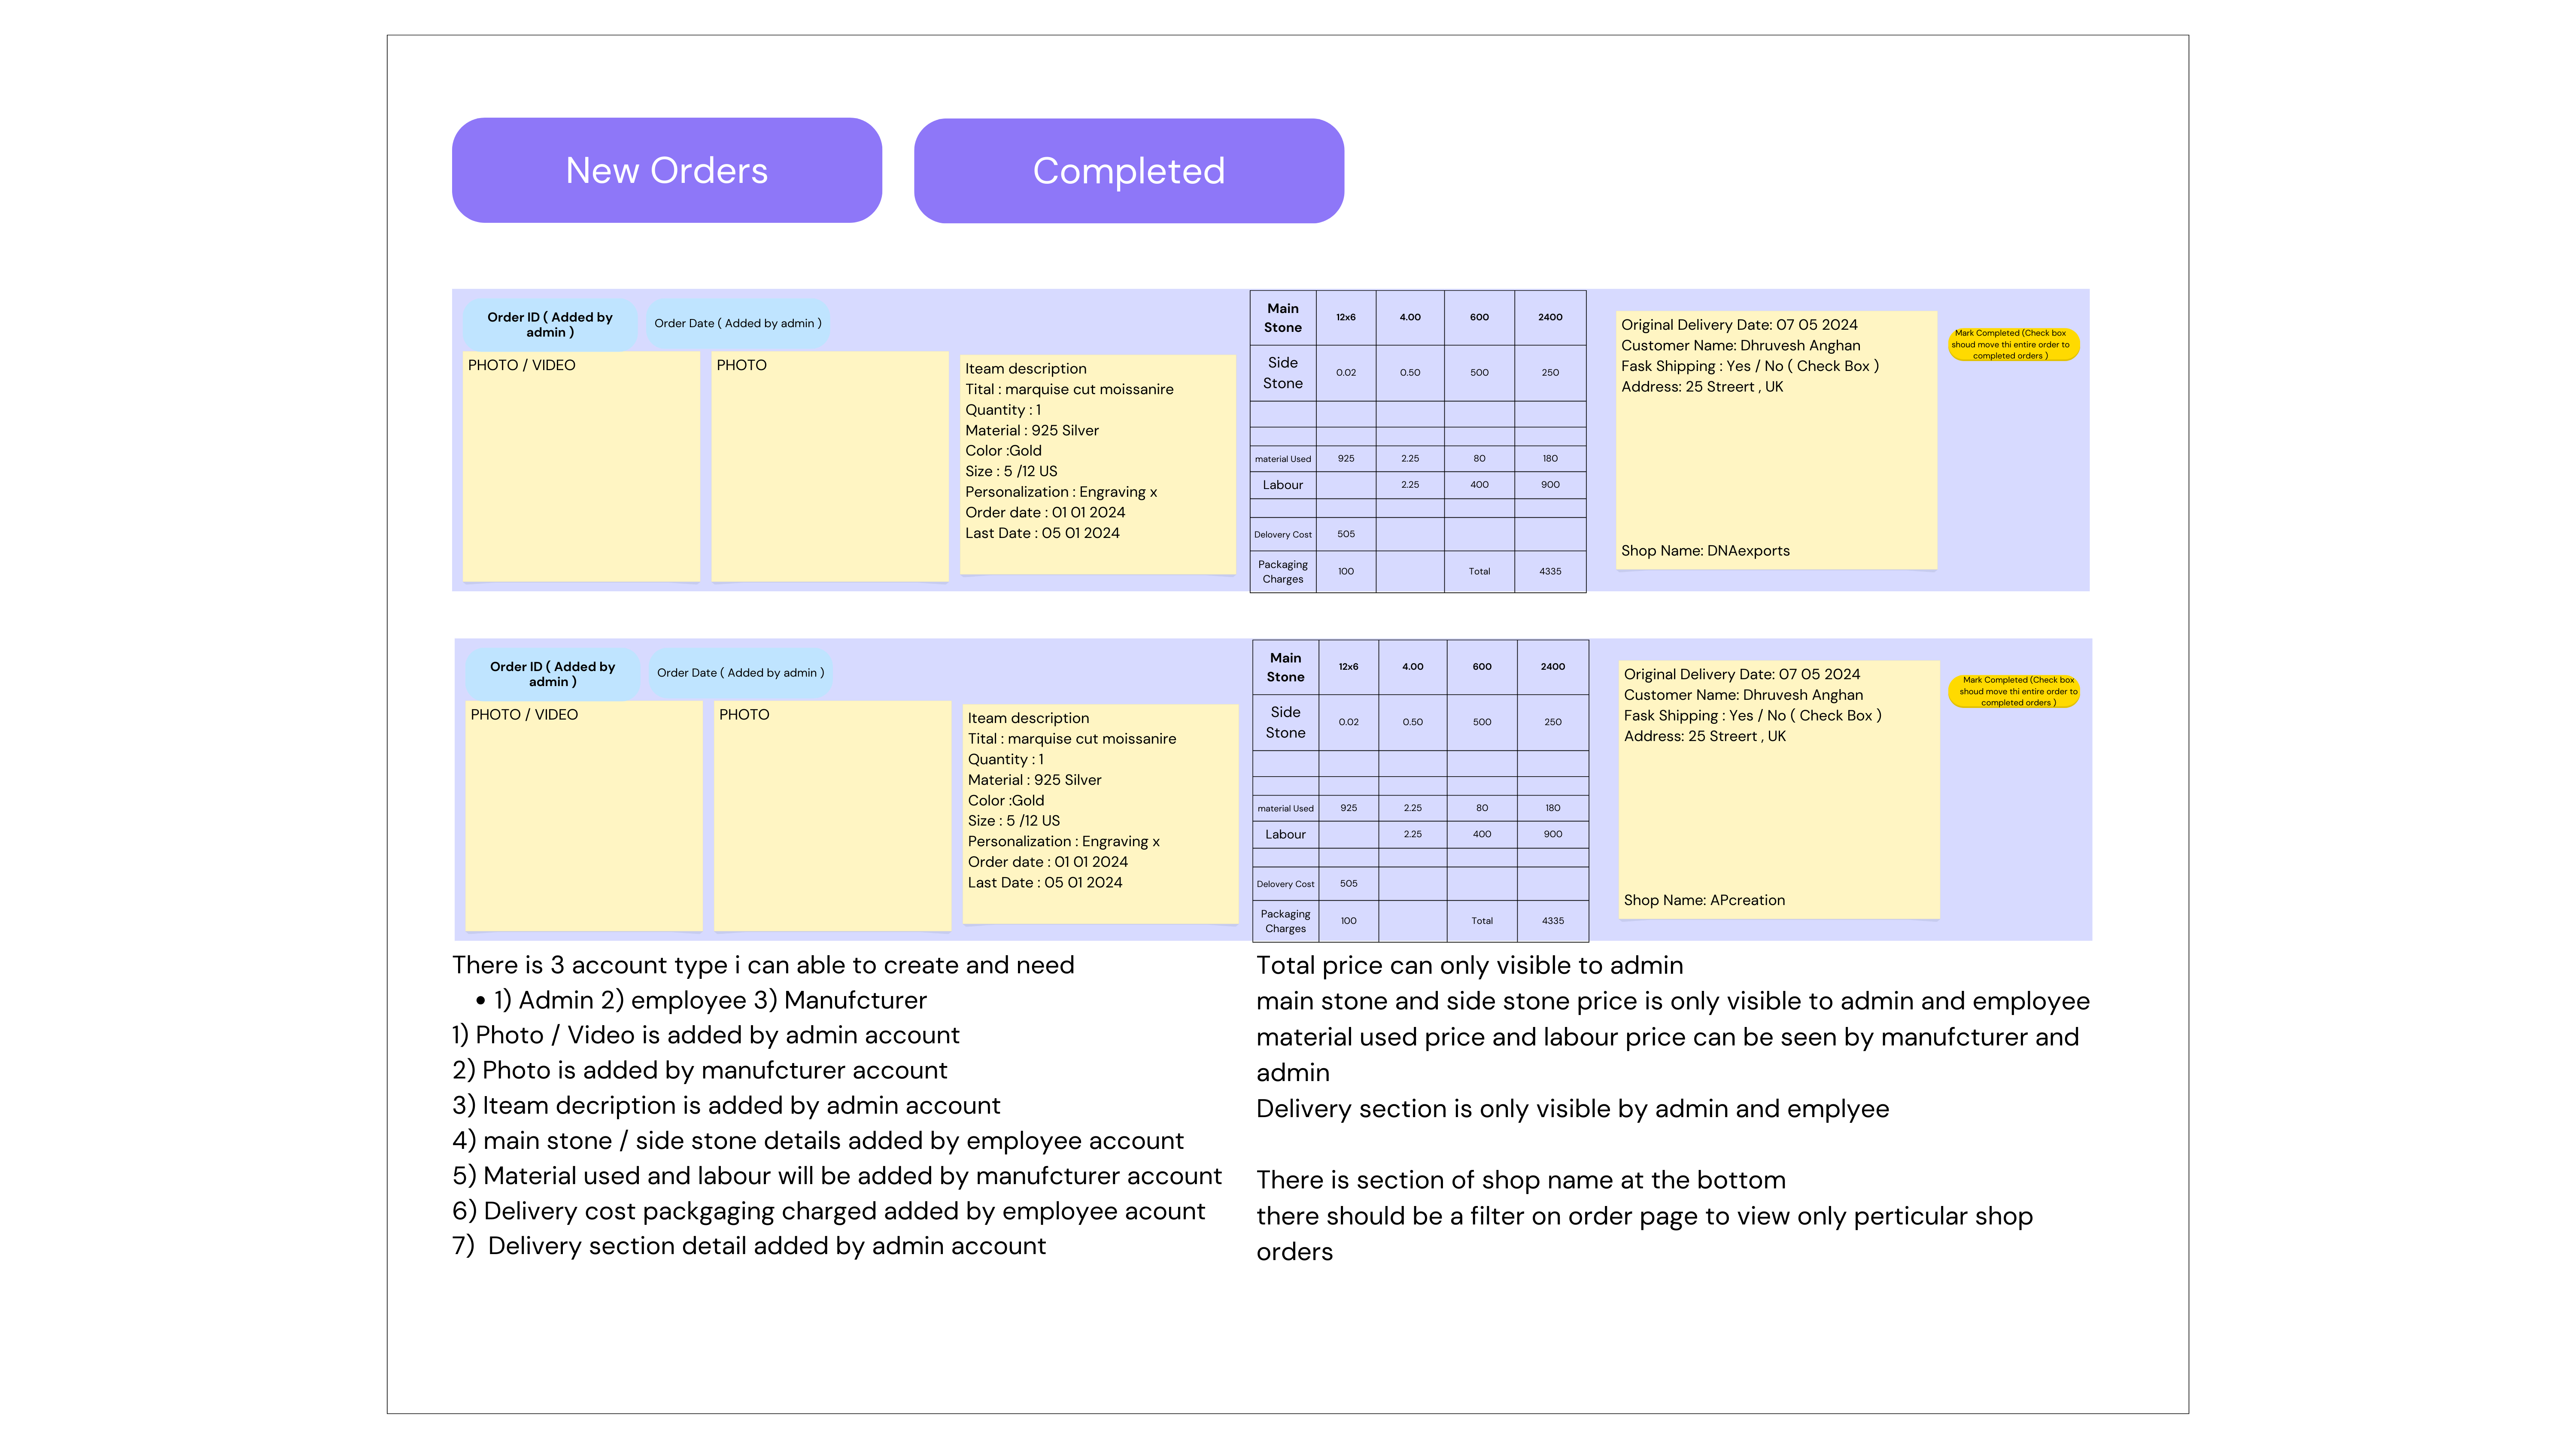 New Orders
Completed
Order ID ( Added by
admin )
Order Date ( Added by admin )
PHOTO / VIDEO
PHOTO
Iteam description
Tital : marquise cut moissanire
Quantity : 1
Material : 925 Silver
Color :Gold
Size : 5 /12 US
Personalization : Engraving x
Order date : 01 01 2024
Last Date : 05 01 2024
Main
Stone
12x6
4.00
600
2400
Side
Stone
0.02
0.50
500
250
material Used
925
2.25
80
180
Labour
2.25
400
900
Delovery Cost
505
Packaging
Charges
100
Total
4335
Original Delivery Date: 07 05 2024
Customer Name: Dhruvesh Anghan
Fask Shipping : Yes / No ( Check Box )
Address: 25 Streert , UK
Shop Name: DNAexports
Mark Completed (Check box
shoud move thi entire order to
completed orders )
Order ID ( Added by
admin )
Order Date ( Added by admin )
PHOTO / VIDEO
PHOTO
Iteam description
Tital : marquise cut moissanire
Quantity : 1
Material : 925 Silver
Color :Gold
Size : 5 /12 US
Personalization : Engraving x
Order date : 01 01 2024
Last Date : 05 01 2024
Main
Stone
12x6
4.00
600
2400
Side
Stone
0.02
0.50
500
250
material Used
925
2.25
80
180
Labour
2.25
400
900
Delovery Cost
505
Packaging
Charges
100
Total
4335
Original Delivery Date: 07 05 2024
Customer Name: Dhruvesh Anghan
Fask Shipping : Yes / No ( Check Box )
Address: 25 Streert , UK
Shop Name: APcreation
Mark Completed (Check box
shoud move thi entire order to
completed orders )
There is 3 account type i can able to create and need
• 1) Admin 2) employee 3) Manufcturer
1) Photo / Video is added by admin account
2) Photo is added by manufcturer account
3) Iteam decription is added by admin account
4) main stone / side stone details added by employee account
5) Material used and labour will be added by manufcturer account
6) Delivery cost packgaging charged added by employee acount
7) Delivery section detail added by admin account
Total price can only visible to admin
main stone and side stone price is only visible to admin and employee
material used price and labour price can be seen by manufcturer and
admin
Delivery section is only visible by admin and emplyee
There is section of shop name at the bottom
there should be a filter on order page to view only perticular shop
orders